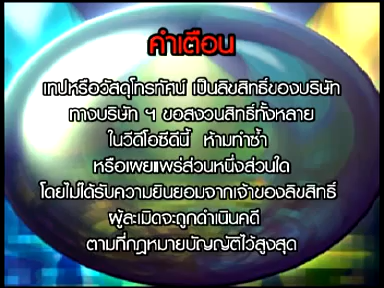 คำเตือน
เทปหรือวัสดุโทรทัศน์ เป็นลิขสิทธิ์ของบริษัท
ทางบริษัท ฯ ขอสงวนสิทธิ์ทั้งหลาย
ในวีดีโอซีดีนี้ ห้ามทำซ้ำ
หรือเผยแพร่ส่วนหนึ่งส่วนใด
โดยไม่ได้รับความยินยอมจากเจ้าของลิขสิทธิ์
ผู้ละเมิดจะถูกดำเนินคดี
ตามที่กฎหมายบัญญัติไว้สูงสุด